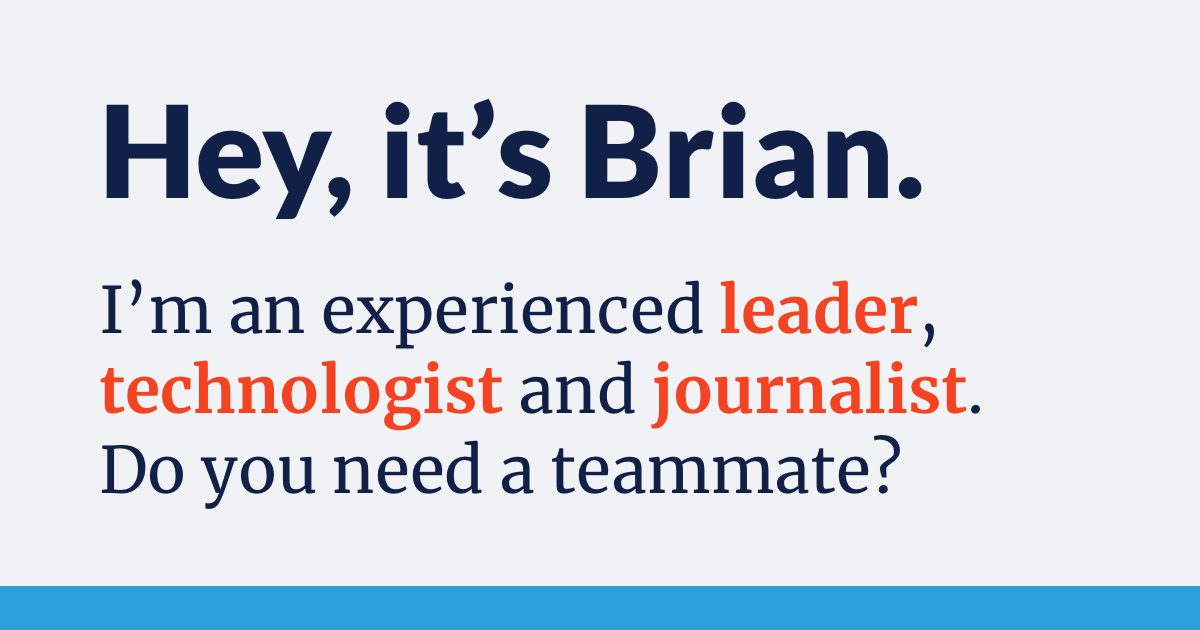 Hey, it’s Brian.
I’m an experienced leader,
technologist and journalist.
Do you need a teammate?